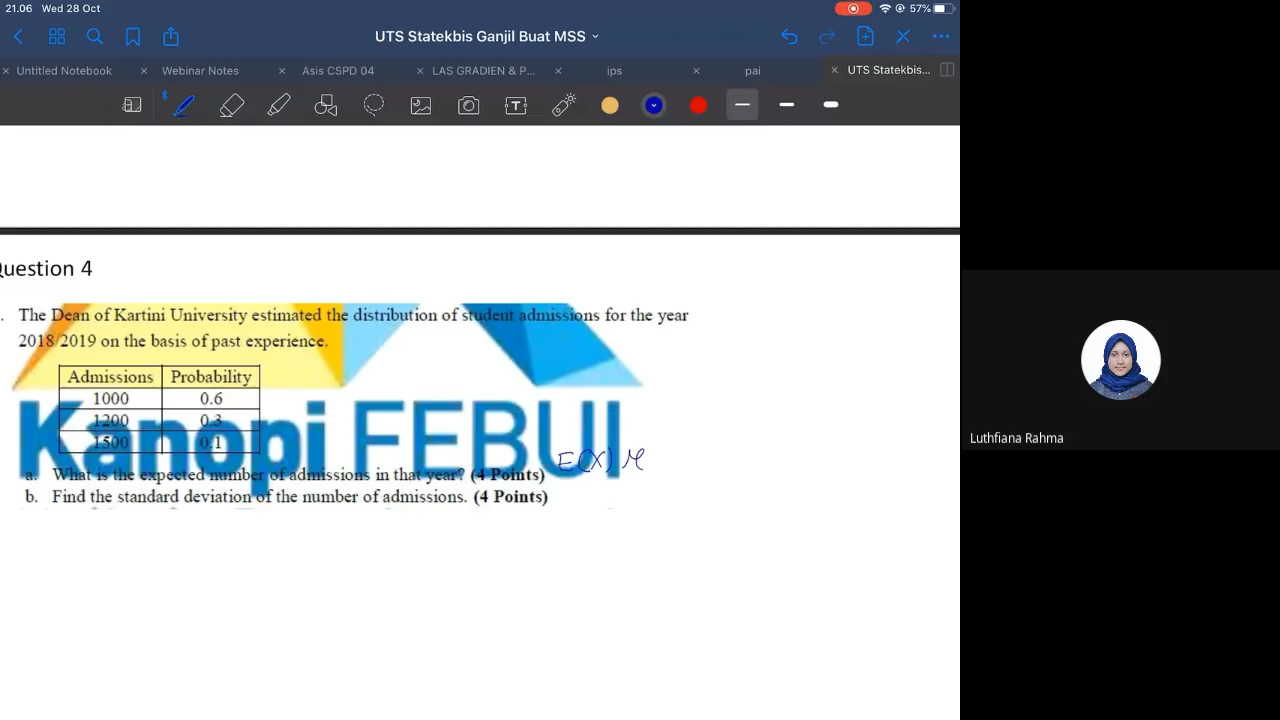 21.06 Wed 28 Oct
57%
UTS Statekbis Ganjil Buat MSS
Untitled Notebook
Webinar Notes
Asis CSPD 04
LAS GRADIEN & P...
ips
pai
UTS Statekbis...
T
Question 4
. The Dean of Kartini University estimated the distribution of student admissions for the year
2018/2019 on the basis of past experience.
Admissions Probability
1000 0.6
1200 0.3
1500 0.1
Kanopi FEBUI
a. What is the expected number of admissions in that year? (4 Points) E(X) M
b. Find the standard deviation of the number of admissions. (4 Points)
Luthfiana Rahma